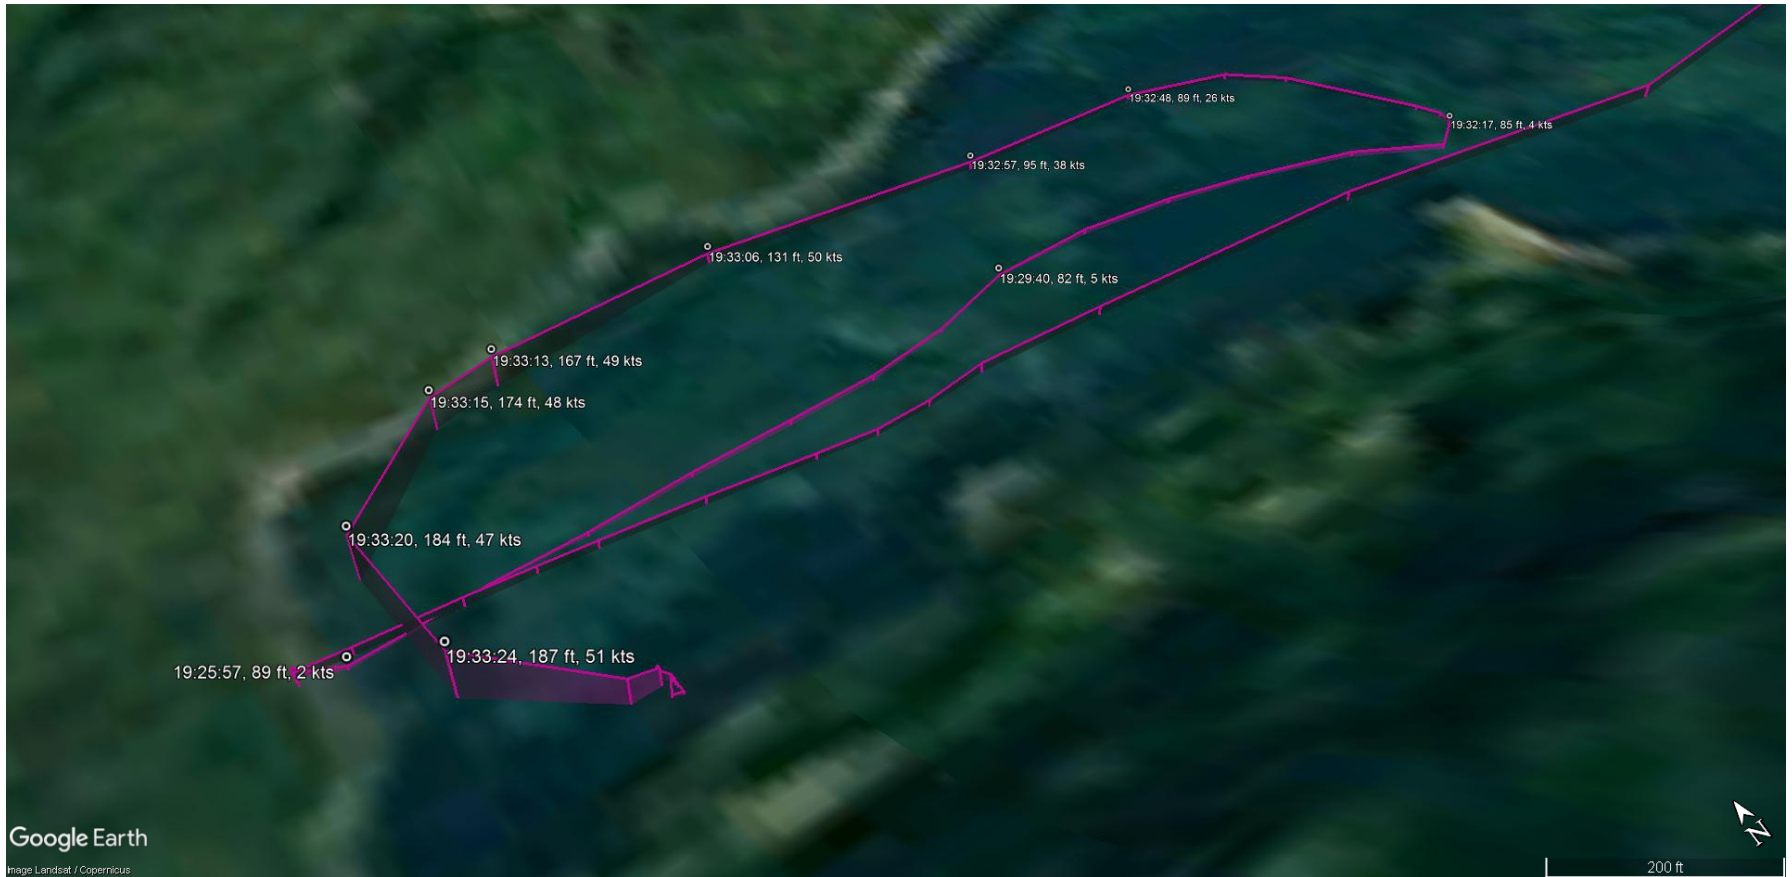 19:32:48, 89 ft, 26 kts
19:32:17, 85 ft, 4 kts
19:32:57, 95 ft, 38 kts
19:33:06, 131 ft, 50 kts
19:29:40, 82 ft, 5 kts
19:33:13, 167 ft, 49 kts
19:33:15, 174 ft, 48 kts
19:33:20, 184 ft, 47 kts
19:33:24, 187 ft, 51 kts
19:25:57, 89 ft, 2 kts
N
Google Earth
Image Landsat / Copernicus
200 ft